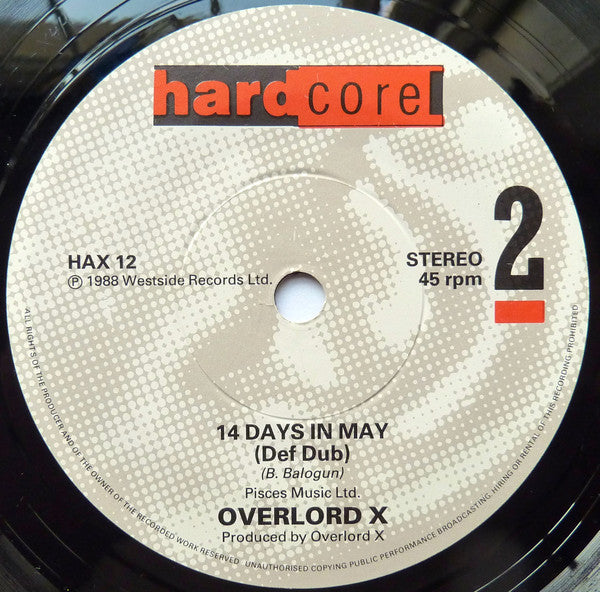 hardcore
HAX 12
℗ 1988 Westside Records Ltd.
STEREO
45 rpm
2
14 DAYS IN MAY
(Def Dub)
(B. Balogun)
Pisces Music Ltd.
OVERLORD X
Produced by Overlord X
ALL RIGHTS OF THE PRODUCER AND OF THE OWNER OF THE RECORDED WORK RESERVED. UNAUTHORISED COPYING PUBLIC PERFORMANCE BROADCASTING, HIRING OR RENTAL OF THIS RECORDING PROHIBITED